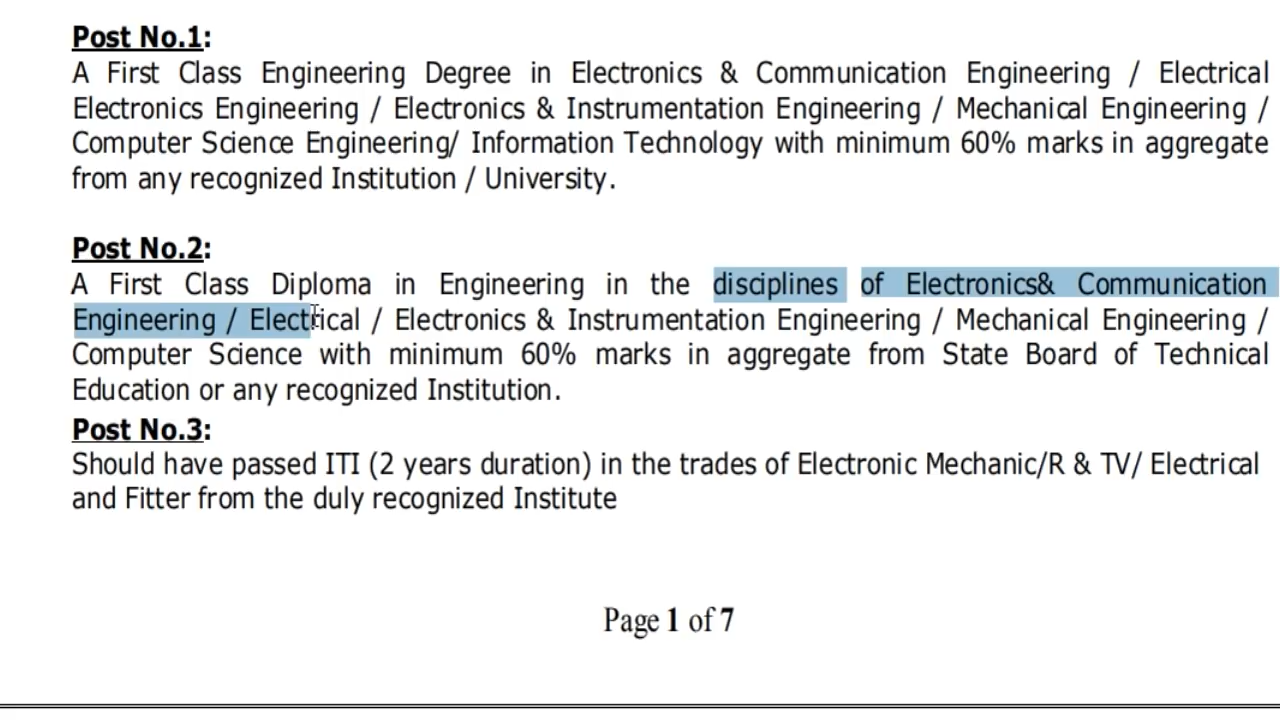 Post No.1:
A First Class Engineering Degree in Electronics & Communication Engineering / Electrical
Electronics Engineering / Electronics & Instrumentation Engineering / Mechanical Engineering /
Computer Science Engineering/ Information Technology with minimum 60% marks in aggregate
from any recognized Institution / University.
Post No.2:
A First Class Diploma in Engineering in the disciplines of Electronics& Communication
Engineering / Electrical / Electronics & Instrumentation Engineering / Mechanical Engineering /
Computer Science with minimum 60% marks in aggregate from State Board of Technical
Education or any recognized Institution.
Post No.3:
Should have passed ITI (2 years duration) in the trades of Electronic Mechanic/R & TV/ Electrical
and Fitter from the duly recognized Institute
Page 1 of 7